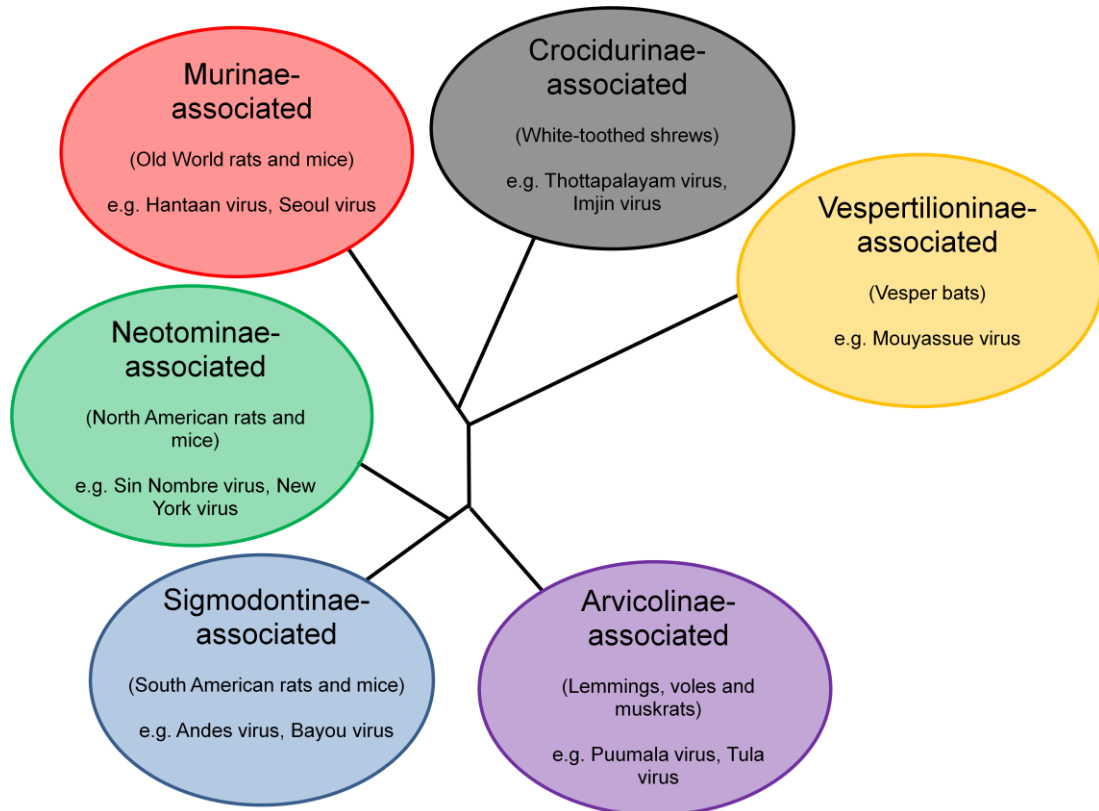 Murinae-
associated
(Old World rats and mice)
e.g. Hantaan virus, Seoul virus
Crocidurinae-
associated
(White-toothed shrews)
e.g. Thottapalayam virus,
Imjin virus
Vespertilioninae-
associated
(Vesper bats)
e.g. Mouyassue virus
Neotominae-
associated
(North American rats and
mice)
e.g. Sin Nombre virus, New
York virus
Sigmodontinae-
associated
(South American rats and mice)
e.g. Andes virus, Bayou virus
Arvicolinae-
associated
(Lemmings, voles and
muskrats)
e.g. Puumala virus, Tula
virus